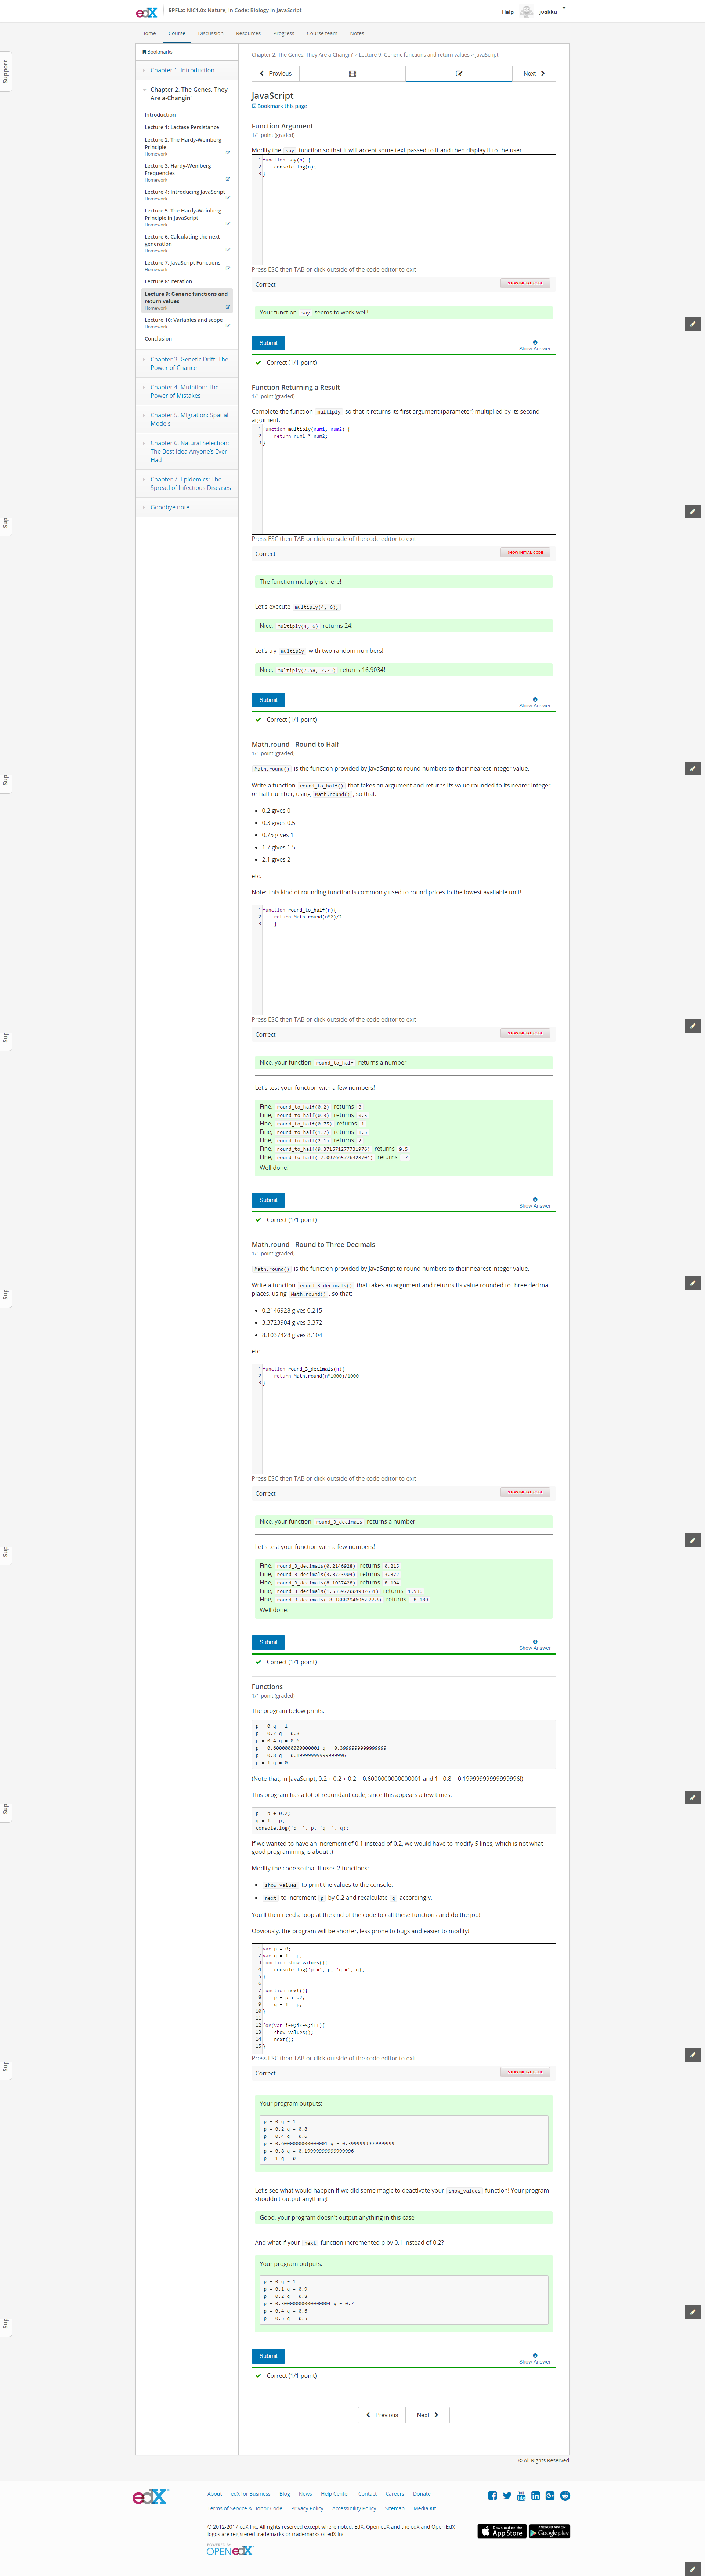 edX
EPFLx: NiC1.0x Nature, in Code: Biology in JavaScript
Help
joakku
Home
Course
Discussion
Resources
Progress
Course team
Notes
Support
Bookmarks
Chapter 1. Introduction
Chapter 2. The Genes, They
Are a-Changin'
Introduction
Lecture 1: Lactase Persistance
Lecture 2: The Hardy-Weinberg
Principle
Homework
Lecture 3: Hardy-Weinberg
Frequencies
Homework
Lecture 4: Introducing JavaScript
Homework
Lecture 5: The Hardy-Weinberg
Principle in JavaScript
Homework
Lecture 6: Calculating the next
generation
Homework
Lecture 7: JavaScript Functions
Homework
Lecture 8: Iteration
Lecture 9: Generic functions and
return values
Homework
Lecture 10: Variables and scope
Homework
Conclusion
Chapter 3. Genetic Drift: The
Power of Chance
Chapter 4. Mutation: The
Power of Mistakes
Chapter 5. Migration: Spatial
Models
Chapter 6. Natural Selection:
The Best Idea Anyone's Ever
Had
Chapter 7. Epidemics: The
Spread of Infectious Diseases
Goodbye note
Chapter 2. The Genes, They Are a-Changin' > Lecture 9: Generic functions and return values > JavaScript
Previous
Next
JavaScript
Bookmark this page
Function Argument
1/1 point (graded)
Modify the say function so that it will accept some text passed to it and then display it to the user.
1 function say(n) {
2 console.log(n);
3 }
Press ESC then TAB or click outside of the code editor to exit
Correct
SHOW INITIAL CODE
Your function say seems to work well!
Submit
Show Answer
Correct (1/1 point)
Function Returning a Result
1/1 point (graded)
Complete the function multiply so that it returns its first argument (parameter) multiplied by its second
argument.
1 function multiply(num1, num2) {
2 return num1 * num2;
3 }
Press ESC then TAB or click outside of the code editor to exit
Correct
SHOW INITIAL CODE
The function multiply is there!
Let's execute multiply(4, 6);
Nice, multiply(4, 6) returns 24!
Let's try multiply with two random numbers!
Nice, multiply(7.58, 2.23) returns 16.9034!
Submit
Show Answer
Correct (1/1 point)
Math.round - Round to Half
1/1 point (graded)
Math.round() is the function provided by JavaScript to round numbers to their nearest integer value.
Write a function round_to_half() that takes an argument and returns its value rounded to its nearer integer
or half number, using Math.round() , so that:
0.2 gives 0
0.3 gives 0.5
0.75 gives 1
1.7 gives 1.5
2.1 gives 2
etc.
Note: This kind of rounding function is commonly used to round prices to the lowest available unit!
1 function round_to_half(n){
2 return Math.round(n*2)/2
3 }
Press ESC then TAB or click outside of the code editor to exit
Correct
SHOW INITIAL CODE
Nice, your function round_to_half returns a number
Let's test your function with a few numbers!
Fine, round_to_half(0.2) returns 0
Fine, round_to_half(0.3) returns 0.5
Fine, round_to_half(0.75) returns 1
Fine, round_to_half(1.7) returns 1.5
Fine, round_to_half(2.1) returns 2
Fine, round_to_half(9.371571277731976) returns 9.5
Fine, round_to_half(-7.097665776328704) returns -7
Well done!
Submit
Show Answer
Correct (1/1 point)
Math.round - Round to Three Decimals
1/1 point (graded)
Math.round() is the function provided by JavaScript to round numbers to their nearest integer value.
Write a function round_3_decimals() that takes an argument and returns its value rounded to three decimal
places, using Math.round() , so that:
0.2146928 gives 0.215
3.3723904 gives 3.372
8.1037428 gives 8.104
etc.
1 function round_3_decimals(n){
2 return Math.round(n*1000)/1000
3 }
Press ESC then TAB or click outside of the code editor to exit
Correct
SHOW INITIAL CODE
Nice, your function round_3_decimals returns a number
Let's test your function with a few numbers!
Fine, round_3_decimals(0.2146928) returns 0.215
Fine, round_3_decimals(3.3723904) returns 3.372
Fine, round_3_decimals(8.1037428) returns 8.104
Fine, round_3_decimals(1.535972004932631) returns 1.536
Fine, round_3_decimals(-8.188829469623553) returns -8.189
Well done!
Submit
Show Answer
Correct (1/1 point)
Functions
1/1 point (graded)
The program below prints:
p = 0 q = 1
p = 0.2 q = 0.8
p = 0.4 q = 0.6
p = 0.6000000000000001 q = 0.3999999999999999
p = 0.8 q = 0.19999999999999996
p = 1 q = 0
(Note that, in JavaScript, 0.2 + 0.2 + 0.2 = 0.6000000000000001 and 1 - 0.8 = 0.19999999999999996!)
This program has a lot of redundant code, since this appears a few times:
p = p + 0.2;
q = 1 - p;
console.log('p =', p, 'q =', q);
If we wanted to have an increment of 0.1 instead of 0.2, we would have to modify 5 lines, which is not what
good programming is about ;)
Modify the code so that it uses 2 functions:
show_values to print the values to the console.
next to increment p by 0.2 and recalculate q accordingly.
You'll then need a loop at the end of the code to call these functions and do the job!
Obviously, the program will be shorter, less prone to bugs and easier to modify!
1 var p = 0;
2 var q = 1 - p;
3 function show_values(){
4 console.log('p =', p, 'q =', q);
5 }
6
7 function next(){
8 p = p + .2;
9 q = 1 - p;
10 }
11
12 for(var i=0;i<=5;i++){
13 show_values();
14 next();
15 }
Press ESC then TAB or click outside of the code editor to exit
Correct
SHOW INITIAL CODE
Your program outputs:
p = 0 q = 1
p = 0.2 q = 0.8
p = 0.4 q = 0.6
p = 0.6000000000000001 q = 0.3999999999999999
p = 0.8 q = 0.19999999999999996
p = 1 q = 0
Let's see what would happen if we did some magic to deactivate your show_values function! Your program
shouldn't output anything!
Good, your program doesn't output anything in this case
And what if your next function incremented p by 0.1 instead of 0.2?
Your program outputs:
p = 0 q = 1
p = 0.1 q = 0.9
p = 0.2 q = 0.8
p = 0.30000000000000004 q = 0.7
p = 0.4 q = 0.6
p = 0.5 q = 0.5
Submit
Show Answer
Correct (1/1 point)
Previous
Next
© All Rights Reserved
edX
About
edX for Business
Blog
News
Help Center
Contact
Careers
Donate
Terms of Service & Honor Code
Privacy Policy
Accessibility Policy
Sitemap
Media Kit
© 2012-2017 edX Inc. All rights reserved except where noted. EdX, Open edX and the edX and Open EDX
logos are registered trademarks or trademarks of edX Inc.
POWERED BY
OPEN edX
Download on the
App Store
ANDROID APP ON
Google play